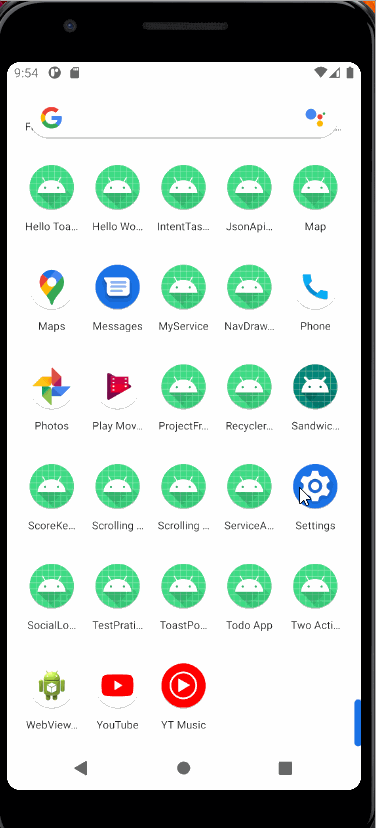 9:54
Hello Toa... Hello Wo... IntentTas... JsonApi... Map
Maps Messages MyService NavDraw... Phone
Photos Play Mov... ProjectFr... Recycler... Sandwic...
ScoreKe... Scrolling ... Scrolling ... ServiceA... Settings
SocialLo... TestPrati... ToastPo... Todo App Two Acti...
WebView... YouTube YT Music